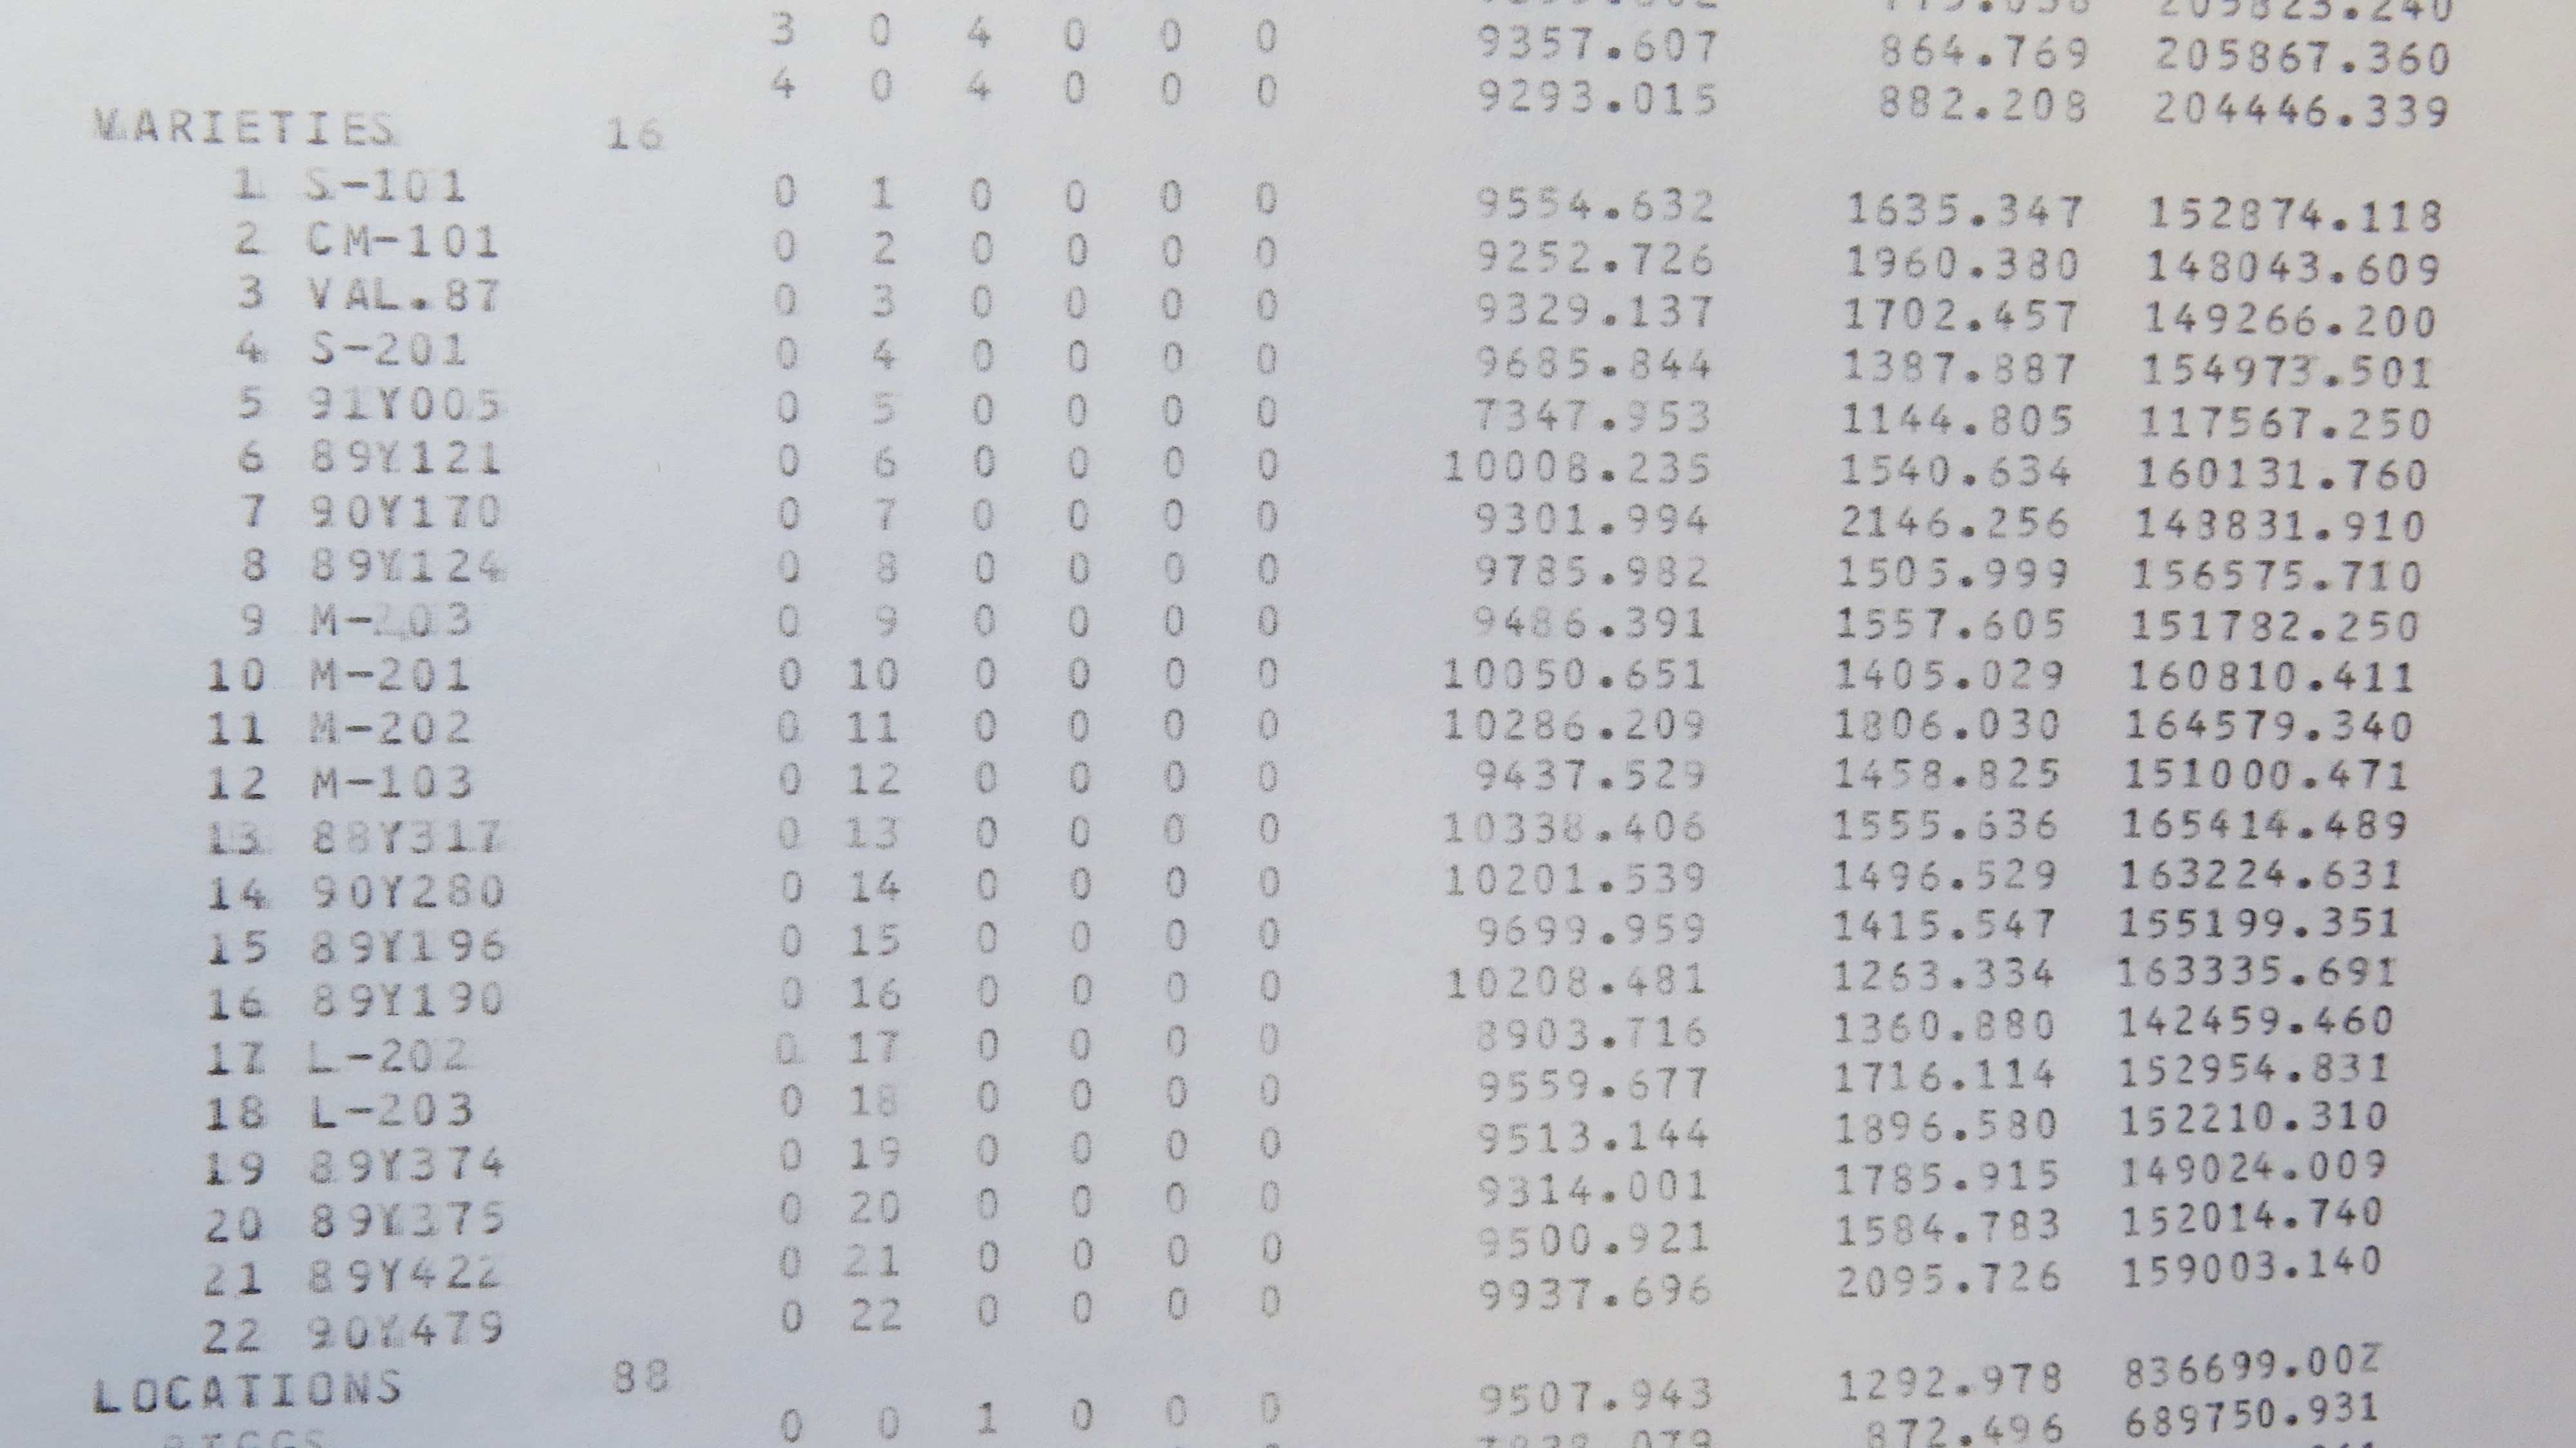 205823.240
3 0 4 0 0 0 9357.607 864.769 205867.360
4 0 4 0 0 0 9293.015 882.208 204446.339
VARIETIES 16
1 S-101 0 1 0 0 0 0 9554.632 1635.347 152874.118
2 CM-101 0 2 0 0 0 0 9252.726 1960.380 148043.609
3 VAL.87 0 3 0 0 0 0 9329.137 1702.457 149266.200
4 S-201 0 4 0 0 0 0 9685.844 1387.887 154973.501
5 91Y005 0 5 0 0 0 0 7347.953 1144.805 117567.250
6 89Y121 0 6 0 0 0 0 10008.235 1540.634 160131.760
7 90Y170 0 7 0 0 0 0 9301.994 2146.256 148831.910
8 89Y124 0 8 0 0 0 0 9785.982 1505.999 156575.710
9 M-203 0 9 0 0 0 0 9486.391 1557.605 151782.250
10 M-201 0 10 0 0 0 0 10050.651 1405.029 160810.411
11 M-202 0 11 0 0 0 0 10286.209 1806.030 164579.340
12 M-103 0 12 0 0 0 0 9437.529 1458.825 151000.471
13 88Y317 0 13 0 0 0 0 10338.406 1555.636 165414.489
14 90Y280 0 14 0 0 0 0 10201.539 1496.529 163224.631
15 89Y196 0 15 0 0 0 0 9699.959 1415.547 155199.351
16 89Y190 0 16 0 0 0 0 10208.481 1263.334 163335.691
17 L-202 0 17 0 0 0 0 8903.716 1360.880 142459.460
18 L-203 0 18 0 0 0 0 9559.677 1716.114 152954.831
19 89Y374 0 19 0 0 0 0 9513.144 1896.580 152210.310
20 89Y375 0 20 0 0 0 0 9314.001 1785.915 149024.009
21 89Y422 0 21 0 0 0 0 9500.921 1584.783 152014.740
22 90Y479 0 22 0 0 0 0 9937.696 2095.726 159003.140
LOCATIONS 88
BIGGS 0 0 1 0 0 0 9507.943 1292.978 836699.002
872.496 689750.931